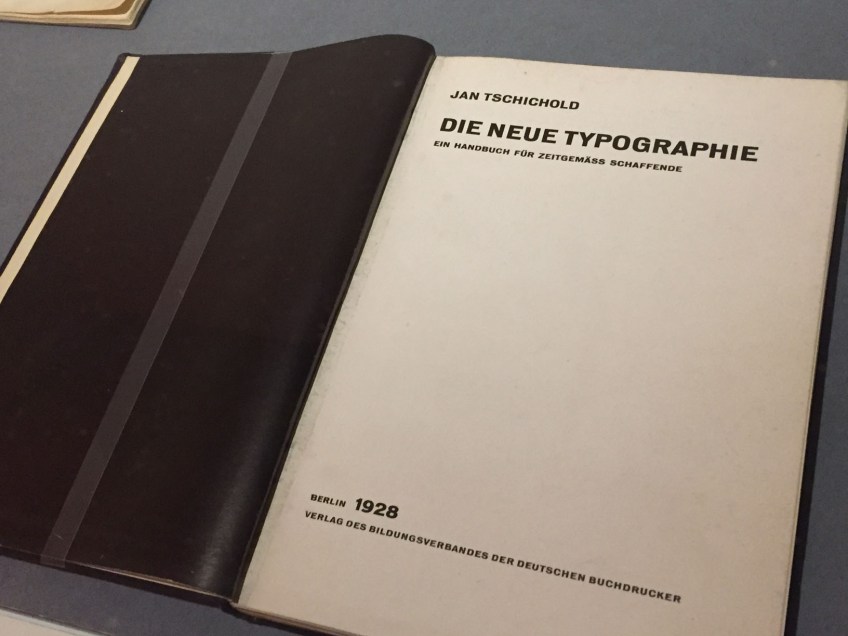 JAN TSCHICHOLD
DIE NEUE TYPOGRAPHIE
EIN HANDBUCH FÜR ZEITGEMÄSS SCHAFFENDE
BERLIN 1928
VERLAG DES BILDUNGSVERBANDES DER DEUTSCHEN BUCHDRUCKER